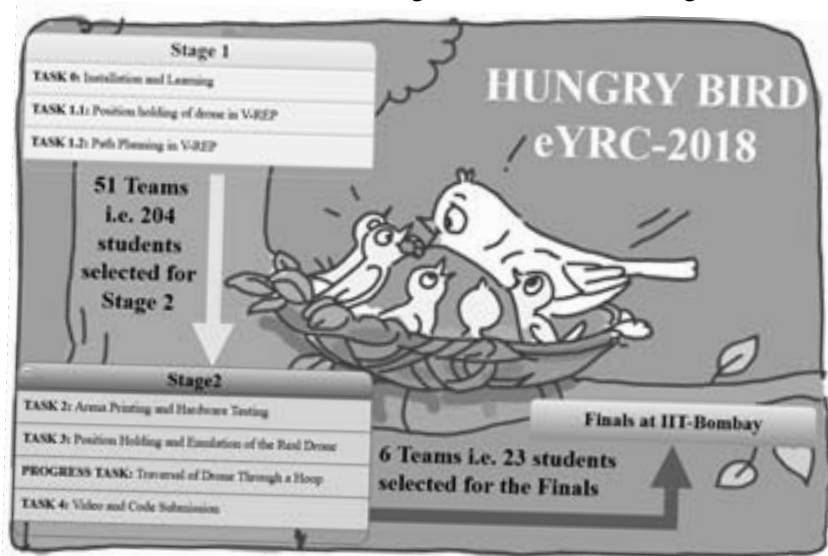 Stage 1
TASK 0: Installation and Learning
TASK 1.1: Position holding of drone in V-REP
TASK 1.2: Path Planning in V-REP
HUNGRY BIRD
eYRC-2018
51 Teams
i.e. 204
students
selected for
Stage 2
Stage2
TASK 2: Arena Printing and Hardware Testing
TASK 3: Position Holding and Emulation of the Real Drone
PROGRESS TASK: Traversal of Drone Through a Hoop
TASK 4: Video and Code Submission
6 Teams i.e. 23 students
selected for the Finals
Finals at IIT-Bombay